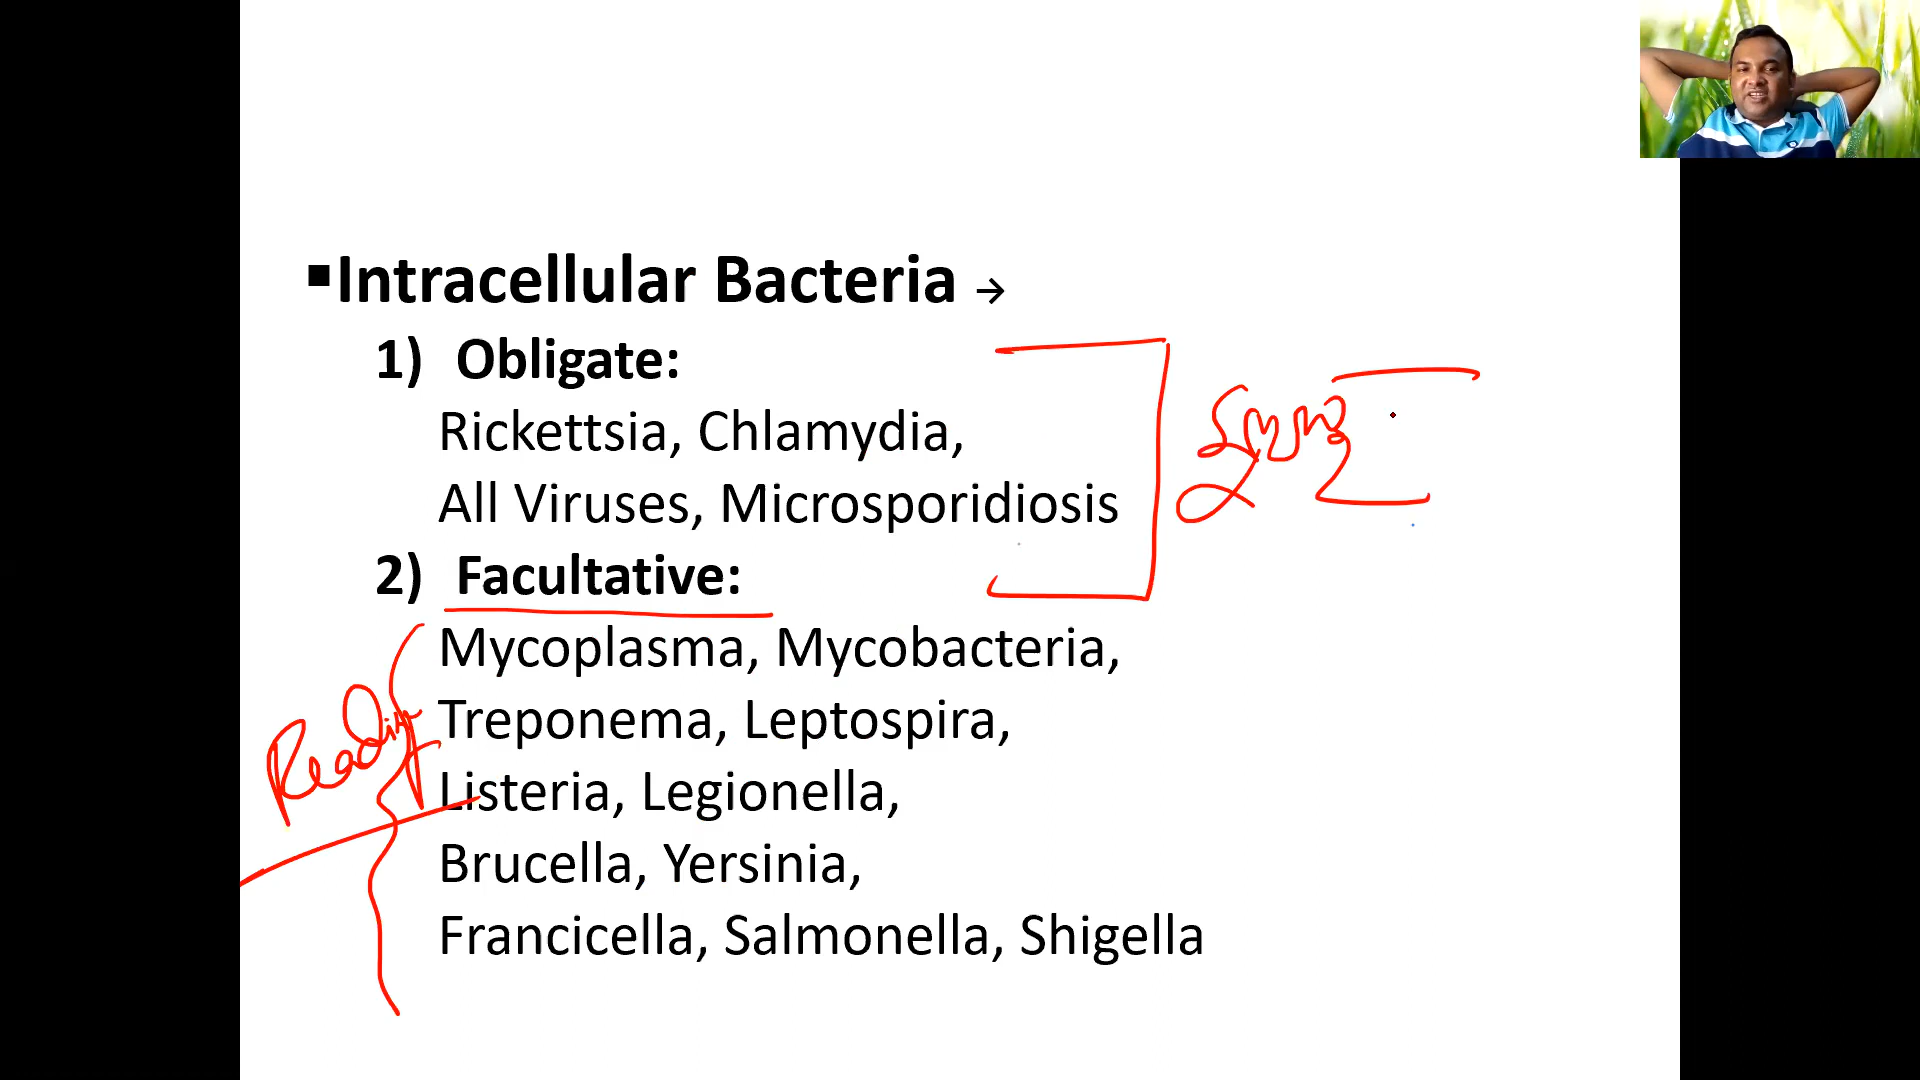 ▪Intracellular Bacteria →
1) Obligate:
Rickettsia, Chlamydia,
All Viruses, Microsporidiosis
2) Facultative:
Mycoplasma, Mycobacteria,
Treponema, Leptospira,
Listeria, Legionella,
Brucella, Yersinia,
Francicella, Salmonella, Shigella
Reading